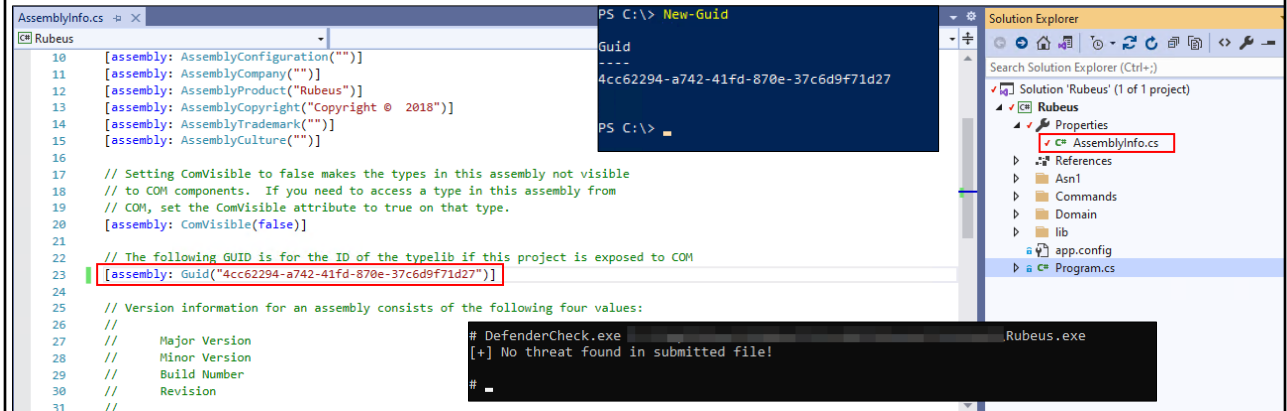 AssemblyInfo.cs
Rubeus
10 [assembly: AssemblyConfiguration("")]
11 [assembly: AssemblyCompany("")]
12 [assembly: AssemblyProduct("Rubeus")]
13 [assembly: AssemblyCopyright("Copyright ©  2018")]
14 [assembly: AssemblyTrademark("")]
15 [assembly: AssemblyCulture("")]
16
17 // Setting ComVisible to false makes the types in this assembly not visible
18 // to COM components.  If you need to access a type in this assembly from
19 // COM, set the ComVisible attribute to true on that type.
20 [assembly: ComVisible(false)]
21
22 // The following GUID is for the ID of the typelib if this project is exposed to COM
23 [assembly: Guid("4cc62294-a742-41fd-870e-37c6d9f71d27")]
24
25 // Version information for an assembly consists of the following four values:
26 //
27 //      Major Version
28 //      Minor Version
29 //      Build Number
30 //      Revision
31 //
PS C:\> New-Guid
Guid
----
4cc62294-a742-41fd-870e-37c6d9f71d27
PS C:\>
# DefenderCheck.exe \Rubeus.exe
[+] No threat found in submitted file!
#
Solution Explorer
Search Solution Explorer (Ctrl+;)
Solution 'Rubeus' (1 of 1 project)
C# Rubeus
Properties
C# AssemblyInfo.cs
References
Asn1
Commands
Domain
lib
app.config
C# Program.cs